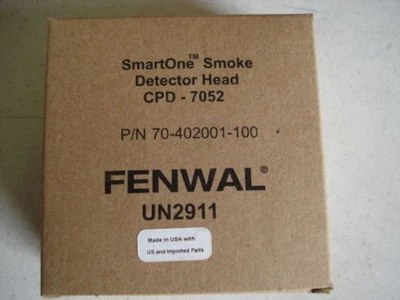 SmartOne™ Smoke
Detector Head
CPD - 7052
P/N 70-402001-100
FENWAL®
UN2911
Made in USA with
US and Imported Parts